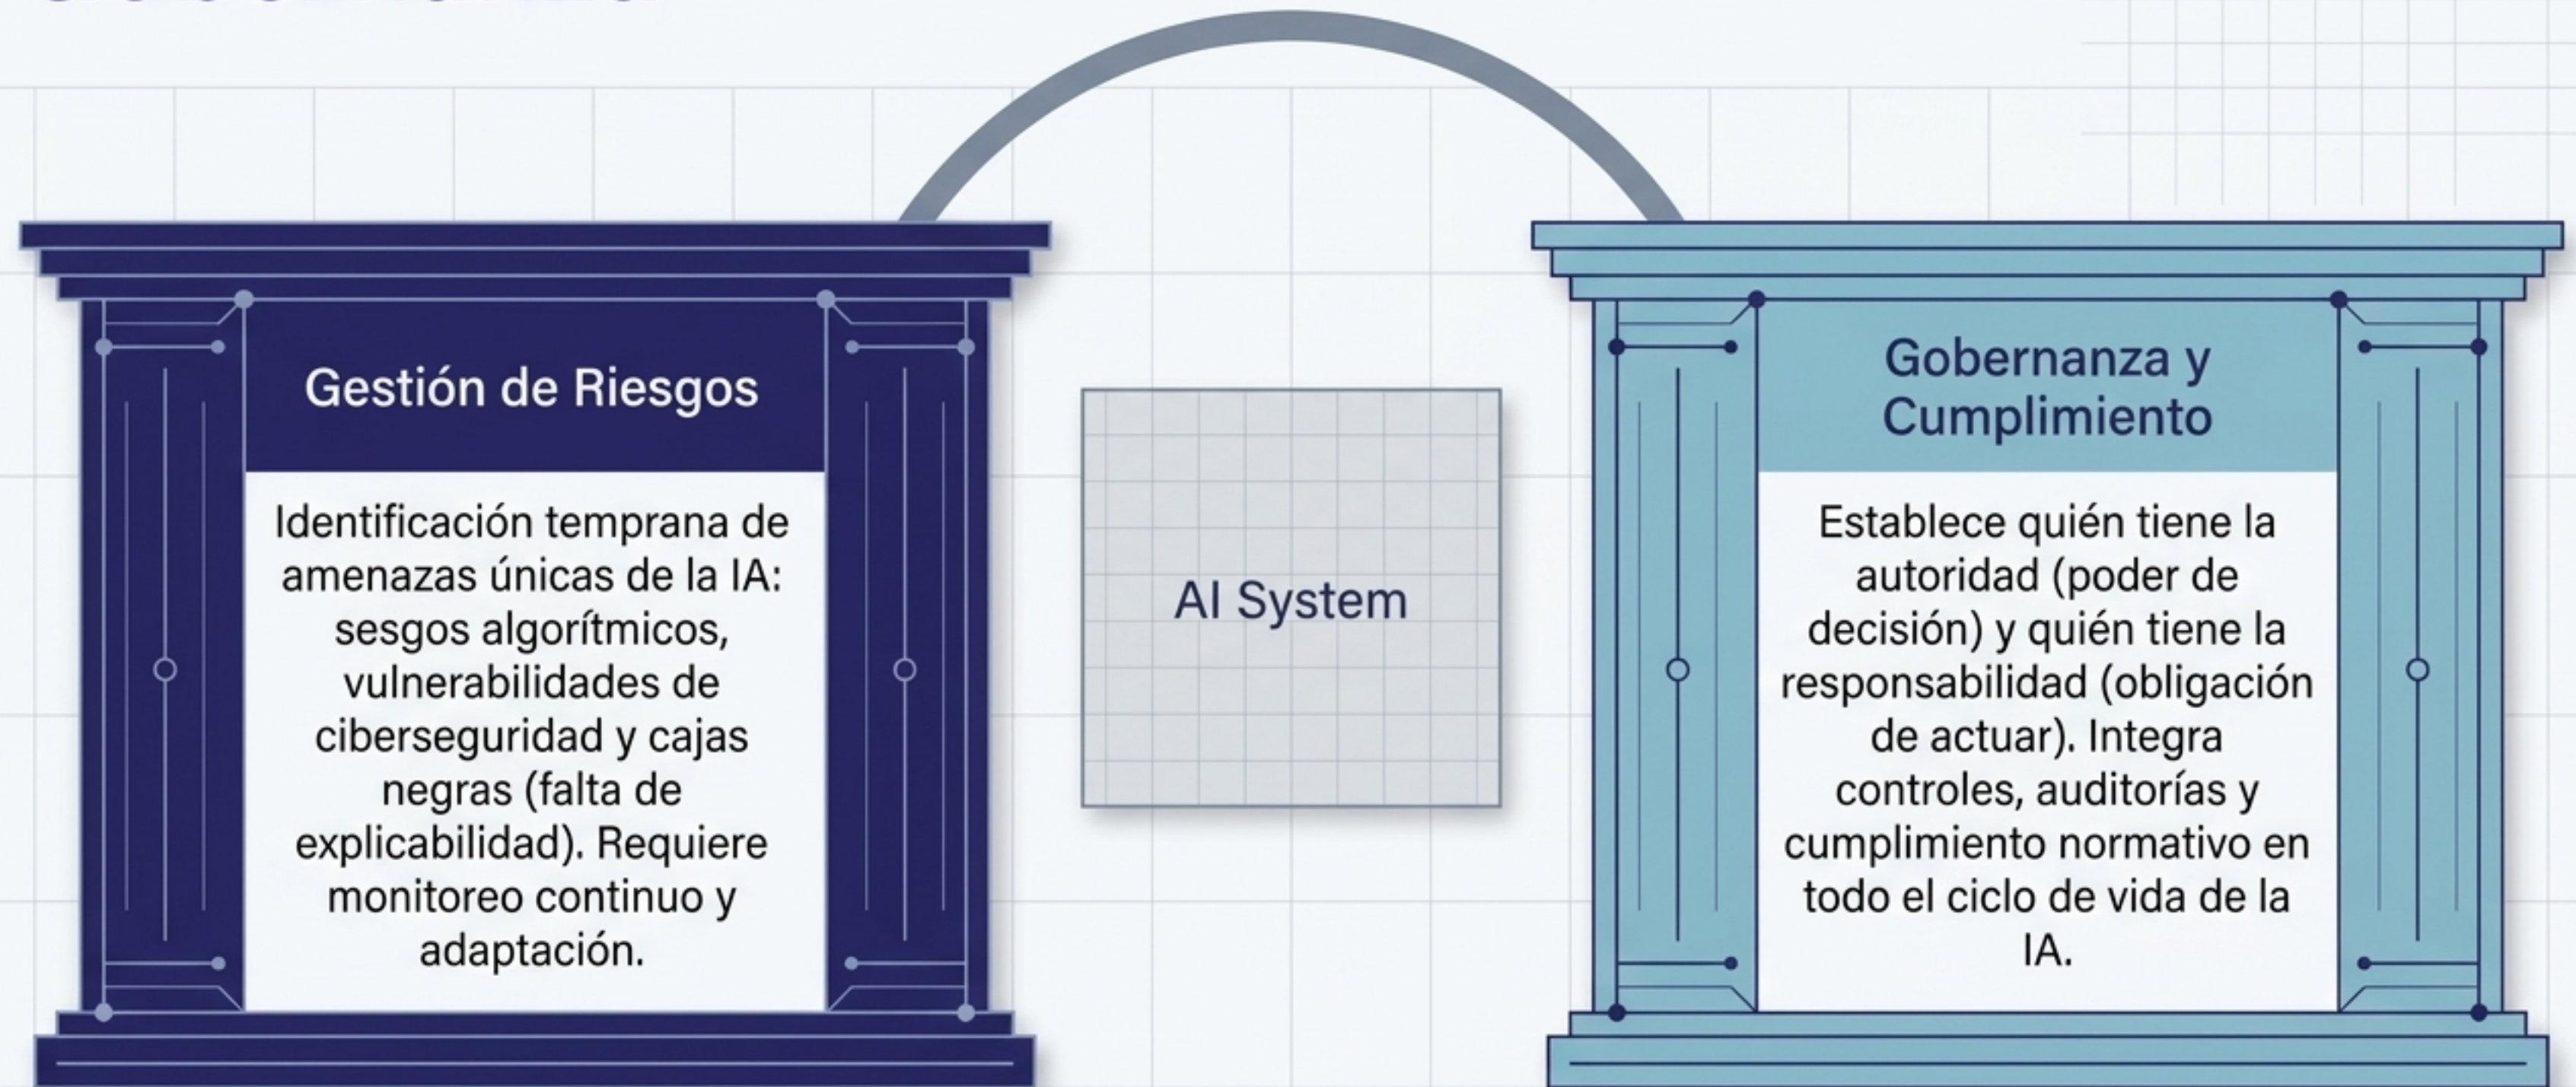 Gestión de Riesgos
Identificación temprana de
amenazas únicas de la IA:
sesgos algorítmicos,
vulnerabilidades de
ciberseguridad y cajas
negras (falta de
explicabilidad). Requiere
monitoreo continuo y
adaptación.
AI System
Gobernanza y
Cumplimiento
Establece quién tiene la
autoridad (poder de
decisión) y quién tiene la
responsabilidad (obligación
de actuar). Integra
controles, auditorías y
cumplimiento normativo en
todo el ciclo de vida de la
IA.